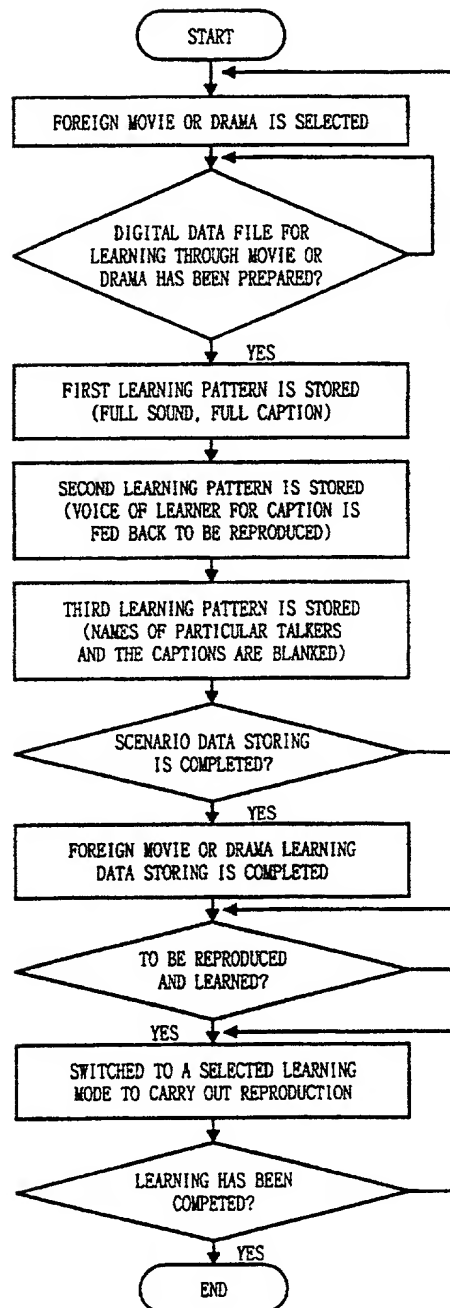 START
FOREIGN MOVIE OR DRAMA IS SELECTED
DIGITAL DATA FILE FOR
LEARNING THROUGH MOVIE OR
DRAMA HAS BEEN PREPARED?
YES
FIRST LEARNING PATTERN IS STORED
(FULL SOUND, FULL CAPTION)
SECOND LEARNING PATTERN IS STORED
(VOICE OF LEARNER FOR CAPTION IS
FED BACK TO BE REPRODUCED)
THIRD LEARNING PATTERN IS STORED
(NAMES OF PARTICULAR TALKERS
AND THE CAPTIONS ARE BLANKED)
SCENARIO DATA STORING
IS COMPLETED?
YES
FOREIGN MOVIE OR DRAMA LEARNING
DATA STORING IS COMPLETED
TO BE REPRODUCED
AND LEARNED?
YES
SWITCHED TO A SELECTED LEARNING
MODE TO CARRY OUT REPRODUCTION
LEARNING HAS BEEN
COMPETED?
YES
END